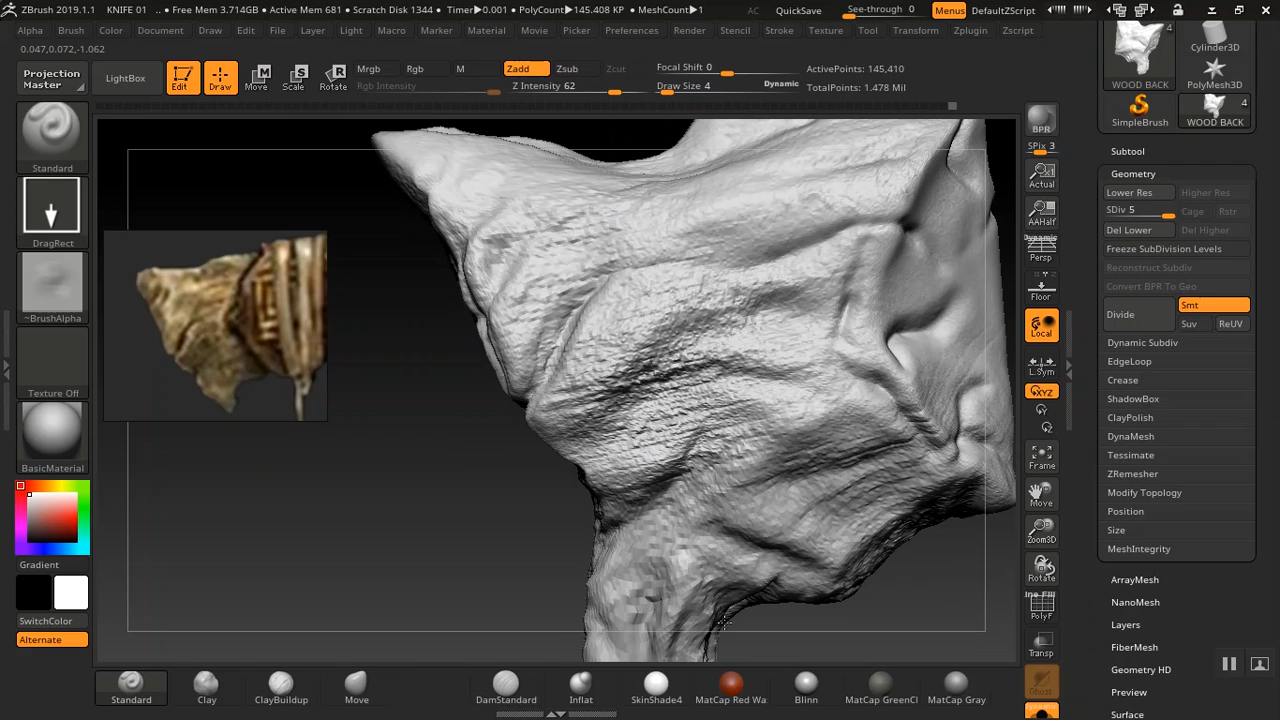 ZBrush 2019.1.1
.. Free Mem 3.714GB • Active Mem 681 • Scratch Disk 1344 • Timer▶0.001 • PolyCount▶145.408 KP • MeshCount▶1
AC
QuickSave
See-through 0
Menus
DefaultZScript
Alpha Brush Color Document Draw Edit File Layer Light Macro Marker Material Movie Picker Preferences Render Stencil Stroke Texture Tool Transform Zplugin Zscript
0.047,0.072,-1.062
KNIFE 01
Projection
Master
LightBox
Edit
Draw
Move
Scale
Rotate
Mrgb
Rgb
M
Zadd
Zsub
Zcut
Rgb Intensity
Z Intensity 62
Focal Shift 0
Draw Size 4
Dynamic
ActivePoints: 145,410
TotalPoints: 1.478 Mil
Standard
DragRect
~BrushAlpha
Texture Off
BasicMaterial
Gradient
SwitchColor
Alternate
Standard
Clay
ClayBuildup
Move
DamStandard
Inflat
SkinShade4
MatCap Red Wa
Blinn
MatCap GreenCl
MatCap Gray
BPR
SPix 3
Actual
AAHalf
Dynamic
Persp
Floor
Local
L.Sym
XYZ
Frame
Move
Zoom3D
Rotate
Line Fill
PolyF
Transp
Ghost
4
WOOD BACK
Cylinder3D
PolyMesh3D
SimpleBrush
4
WOOD BACK
Subtool
Geometry
Lower Res
Higher Res
SDiv 5
Cage
Rstr
Del Lower
Del Higher
Freeze SubDivision Levels
Reconstruct Subdiv
Convert BPR To Geo
Divide
Smt
Suv
ReUV
Dynamic Subdiv
EdgeLoop
Crease
ShadowBox
ClayPolish
DynaMesh
Tessimate
ZRemesher
Modify Topology
Position
Size
MeshIntegrity
ArrayMesh
NanoMesh
Layers
FiberMesh
Geometry HD
Preview
Surface